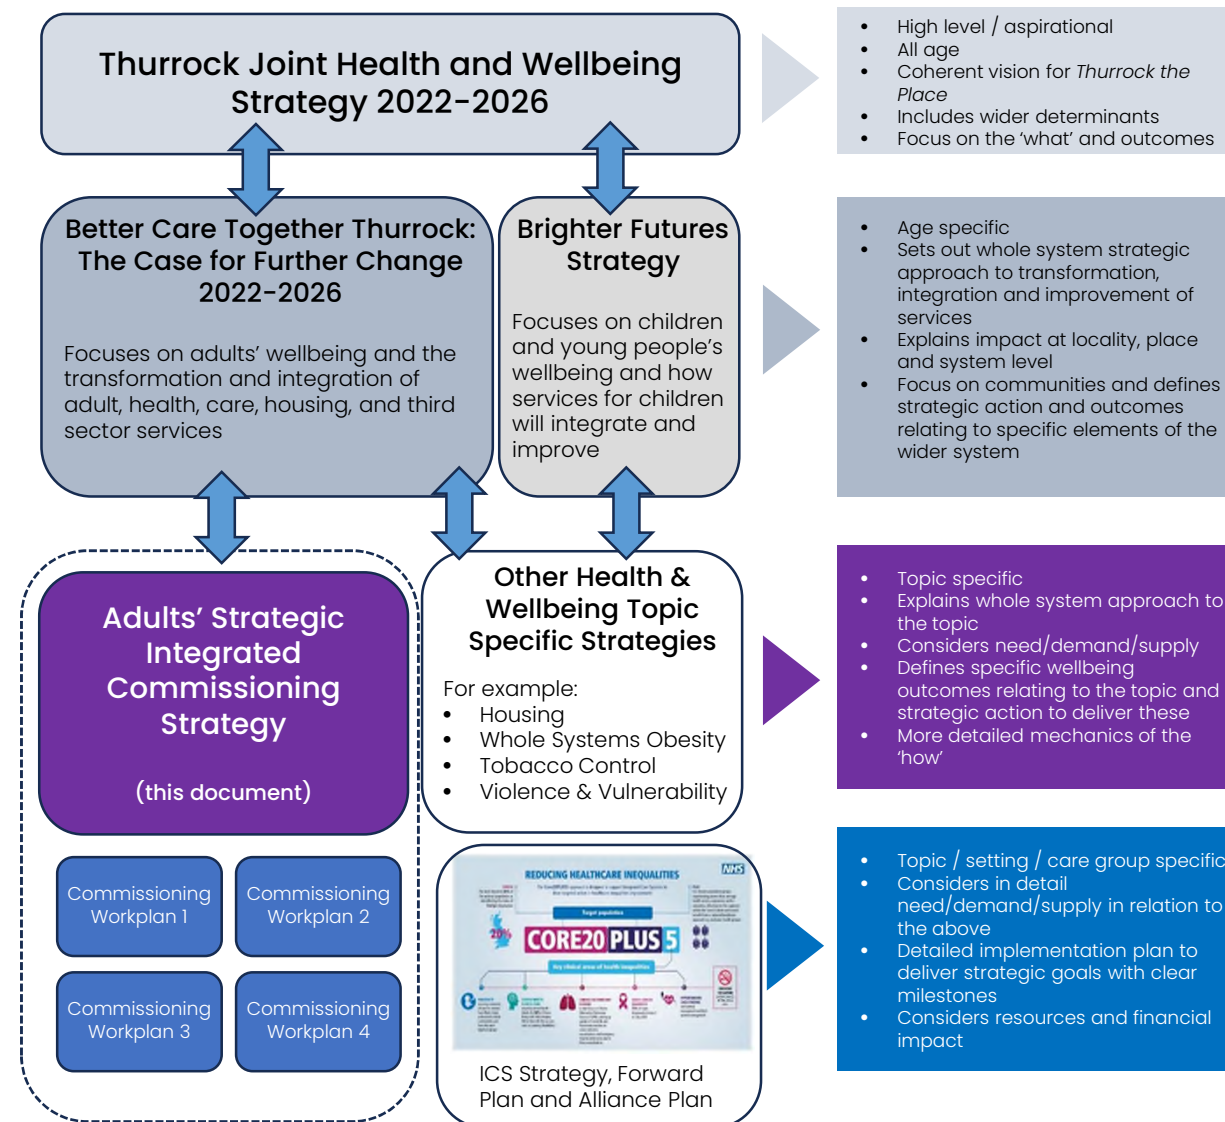 Thurrock Joint Health and Wellbeing
Strategy 2022-2026
• High level / aspirational
• All age
• Coherent vision for Thurrock the
Place
• Includes wider determinants
• Focus on the ‘what’ and outcomes
Better Care Together Thurrock:
The Case for Further Change
2022-2026
Focuses on adults’ wellbeing and the
transformation and integration of
adult, health, care, housing, and third
sector services
Brighter Futures
Strategy
Focuses on children
and young people’s
wellbeing and how
services for children
will integrate and
improve
• Age specific
• Sets out whole system strategic
approach to transformation,
integration and improvement of
services
• Explains impact at locality, place
and system level
• Focus on communities and defines
strategic action and outcomes
relating to specific elements of the
wider system
Adults’ Strategic
Integrated
Commissioning
Strategy
(this document)
Other Health &
Wellbeing Topic
Specific Strategies
For example:
• Housing
• Whole Systems Obesity
• Tobacco Control
• Violence & Vulnerability
• Topic specific
• Explains whole system approach to
the topic
• Considers need/demand/supply
• Defines specific wellbeing
outcomes relating to the topic and
strategic action to deliver these
• More detailed mechanics of the
‘how’
Commissioning
Workplan 1
Commissioning
Workplan 2
Commissioning
Workplan 3
Commissioning
Workplan 4
REDUCING HEALTHCARE INEQUALITIES
NHS
Target population
20%
CORE20 PLUS 5
Key clinical areas of health inequalities
ICS Strategy, Forward
Plan and Alliance Plan
• Topic / setting / care group specific
• Considers in detail
need/demand/supply in relation to
the above
• Detailed implementation plan to
deliver strategic goals with clear
milestones
• Considers resources and financial
impact